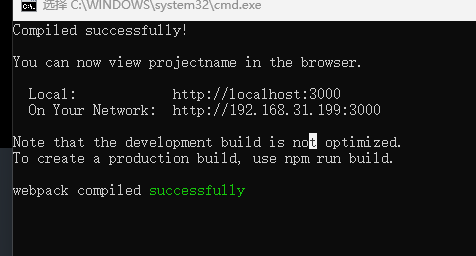 选择 C:\WINDOWS\system32\cmd.exe
Compiled successfully!
You can now view projectname in the browser.
Local: http://localhost:3000
On Your Network: http://192.168.31.199:3000
Note that the development build is not optimized.
To create a production build, use npm run build.
webpack compiled successfully